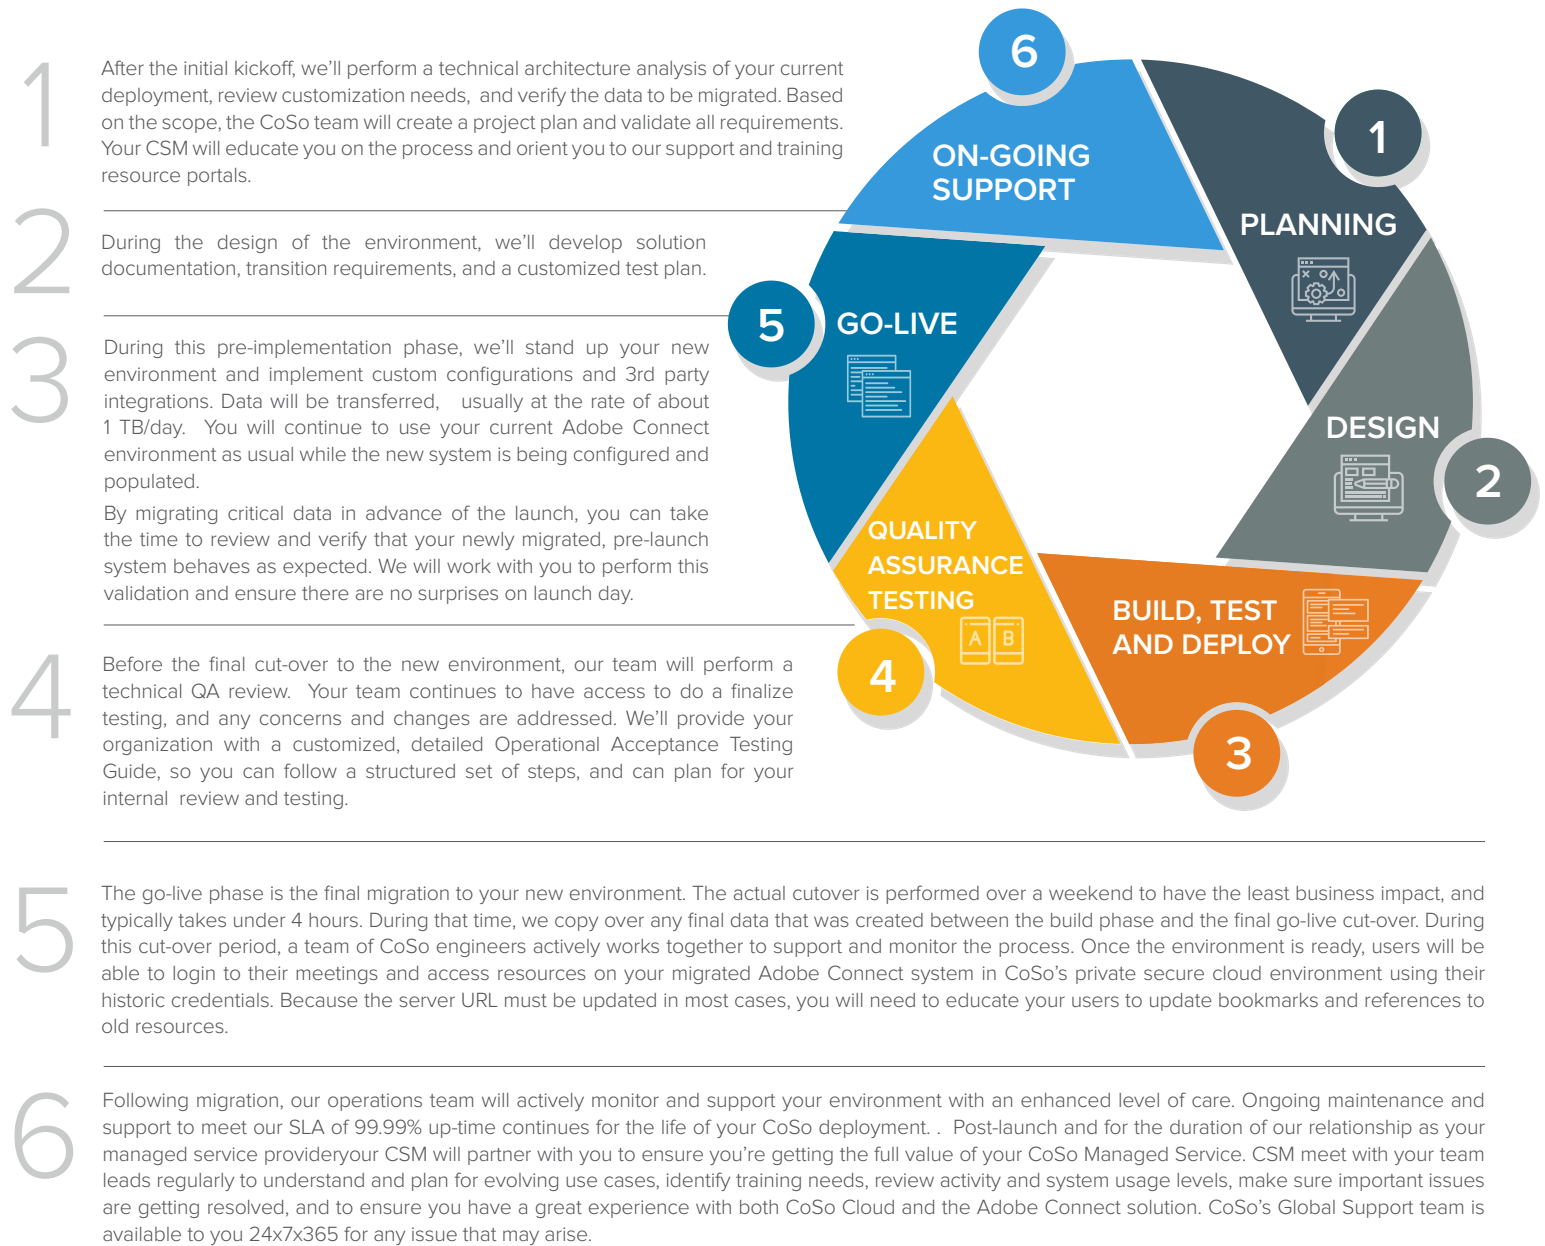 1
After the initial kickoff, we'll perform a technical architecture analysis of your current
deployment, review customization needs, and verify the data to be migrated. Based
on the scope, the CoSo team will create a project plan and validate all requirements.
Your CSM will educate you on the process and orient you to our support and training
resource portals.
2
During the design of the environment, we'll develop solution
documentation, transition requirements, and a customized test plan.
3
During this pre-implementation phase, we'll stand up your new
environment and implement custom configurations and 3rd party
integrations. Data will be transferred, usually at the rate of about
1 TB/day. You will continue to use your current Adobe Connect
environment as usual while the new system is being configured and
populated.
By migrating critical data in advance of the launch, you can take
the time to review and verify that your newly migrated, pre-launch
system behaves as expected. We will work with you to perform this
validation and ensure there are no surprises on launch day.
4
Before the final cut-over to the new environment, our team will perform a
technical QA review. Your team continues to have access to do a finalize
testing, and any concerns and changes are addressed. We'll provide your
organization with a customized, detailed Operational Acceptance Testing
Guide, so you can follow a structured set of steps, and can plan for your
internal review and testing.
6
ON-GOING
SUPPORT
1
PLANNING
5
GO-LIVE
DESIGN
2
QUALITY
ASSURANCE
TESTING
A B
4
BUILD, TEST
AND DEPLOY
3
5
The go-live phase is the final migration to your new environment. The actual cutover is performed over a weekend to have the least business impact, and
typically takes under 4 hours. During that time, we copy over any final data that was created between the build phase and the final go-live cut-over. During
this cut-over period, a team of CoSo engineers actively works together to support and monitor the process. Once the environment is ready, users will be
able to login to their meetings and access resources on your migrated Adobe Connect system in CoSo's private secure cloud environment using their
historic credentials. Because the server URL must be updated in most cases, you will need to educate your users to update bookmarks and references to
old resources.
6
Following migration, our operations team will actively monitor and support your environment with an enhanced level of care. Ongoing maintenance and
support to meet our SLA of 99.99% up-time continues for the life of your CoSo deployment. . Post-launch and for the duration of our relationship as your
managed service provideryour CSM will partner with you to ensure you're getting the full value of your CoSo Managed Service. CSM meet with your team
leads regularly to understand and plan for evolving use cases, identify training needs, review activity and system usage levels, make sure important issues
are getting resolved, and to ensure you have a great experience with both CoSo Cloud and the Adobe Connect solution. CoSo's Global Support team is
available to you 24x7x365 for any issue that may arise.